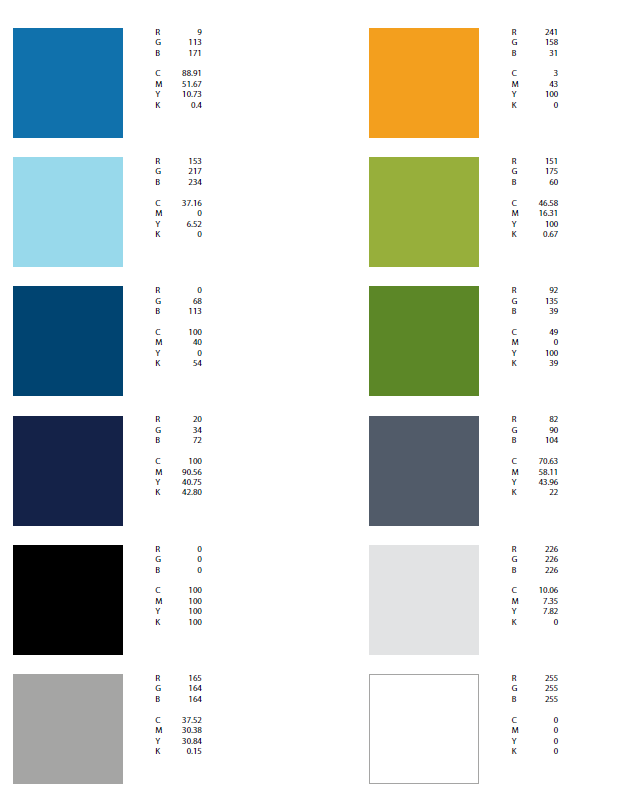 R 9
G 113
B 171
C 88.91
M 51.67
Y 10.73
K 0.4
R 241
G 158
B 31
C 3
M 43
Y 100
K 0
R 153
G 217
B 234
C 37.16
M 0
Y 6.52
K 0
R 151
G 175
B 60
C 46.58
M 16.31
Y 100
K 0.67
R 0
G 68
B 113
C 100
M 40
Y 0
K 54
R 92
G 135
B 39
C 49
M 0
Y 100
K 39
R 20
G 34
B 72
C 100
M 90.56
Y 40.75
K 42.80
R 82
G 90
B 104
C 70.63
M 58.11
Y 43.96
K 22
R 0
G 0
B 0
C 100
M 100
Y 100
K 100
R 226
G 226
B 226
C 10.06
M 7.35
Y 7.82
K 0
R 165
G 164
B 164
C 37.52
M 30.38
Y 30.84
K 0.15
R 255
G 255
B 255
C 0
M 0
Y 0
K 0